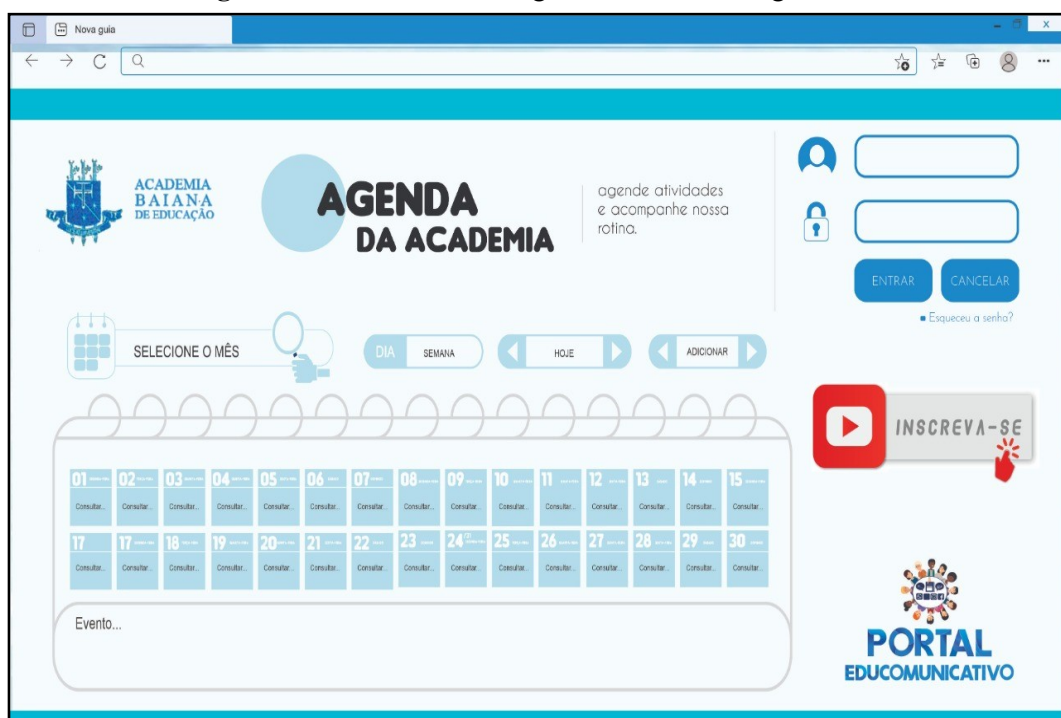 Nova guia
ACADEMIA
BAIANA
DE EDUCAÇÃO
AGENDA
DA ACADEMIA
agende atividades
e acompanhe nossa
rotina.
ENTRAR CANCELAR
Esqueceu a senha?
SELECIONE O MÊS
DIA SEMANA
HOJE
ADICIONAR
INSCREVA-SE
01 02 03 04 05 06 07 08 09 10 11 12 13 14 15
Consultar... Consultar... Consultar... Consultar... Consultar... Consultar... Consultar... Consultar... Consultar... Consultar... Consultar... Consultar... Consultar... Consultar... Consultar...
17 17 18 19 20 21 22 23 24/31 25 26 27 28 29 30
Consultar... Consultar... Consultar... Consultar... Consultar... Consultar... Consultar... Consultar... Consultar... Consultar... Consultar... Consultar... Consultar... Consultar... Consultar...
Evento...
PORTAL
EDUCOMUNICATIVO